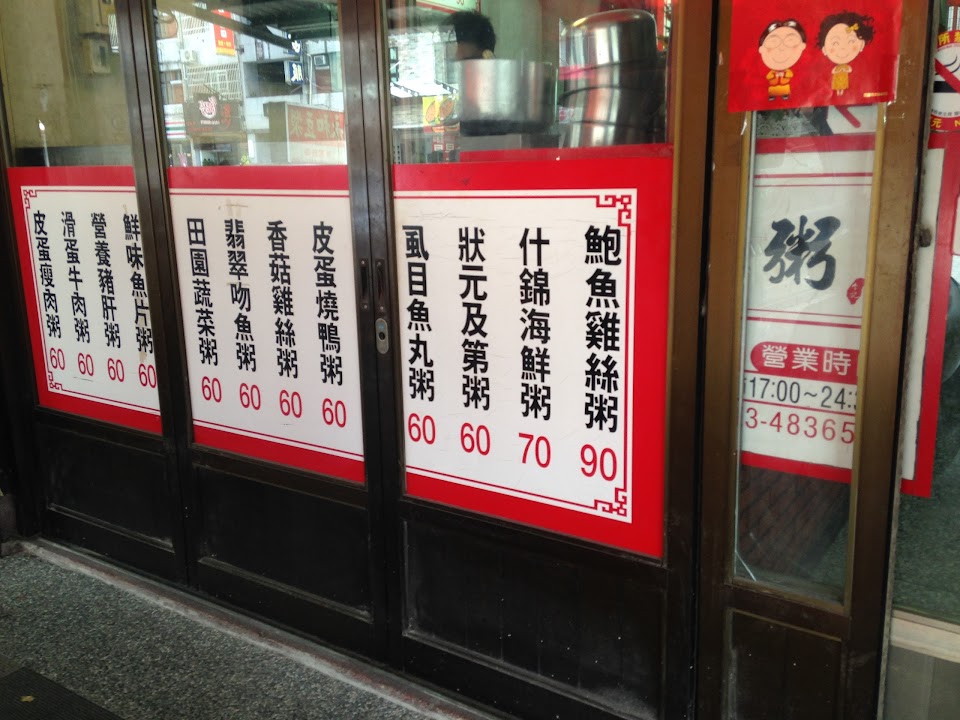 鮑魚雞絲粥 90
什錦海鮮粥 70
狀元及第粥 60
虱目魚丸粥 60
皮蛋燒鴨粥 60
香菇雞絲粥 60
翡翠吻魚粥 60
田園蔬菜粥 60
鮮味魚片粥 60
營養豬肝粥 60
滑蛋牛肉粥 60
皮蛋瘦肉粥 60
粥
營業時
17:00~24:
3-48365